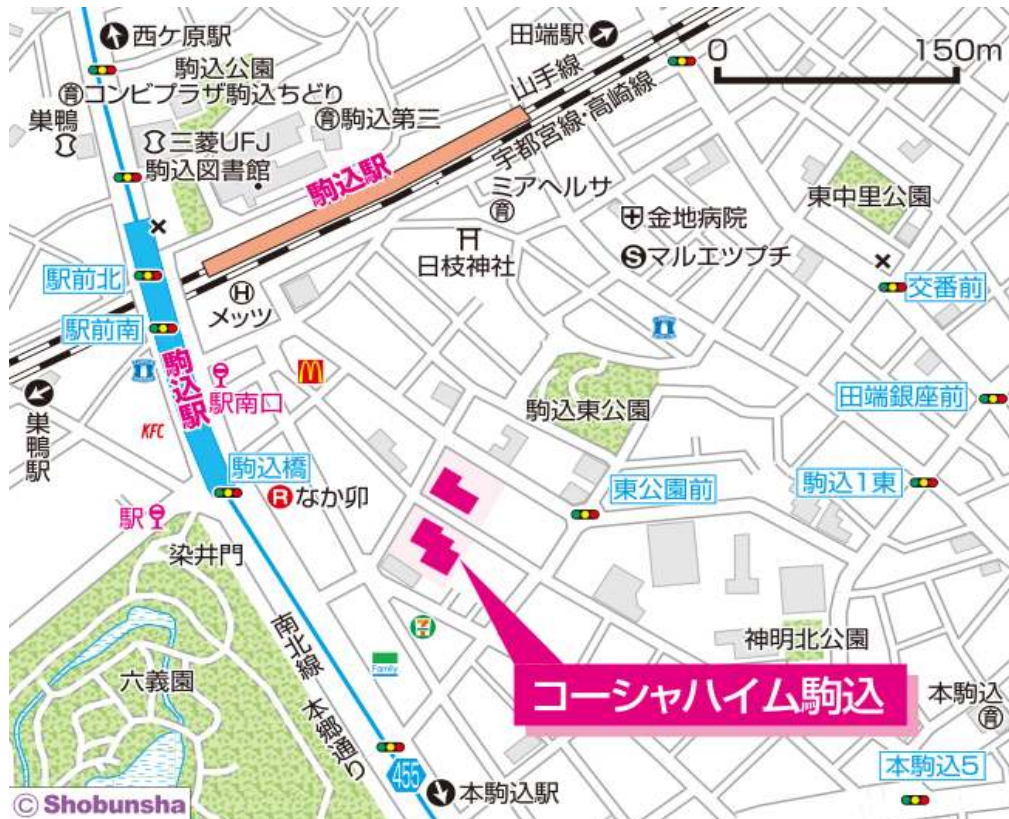 西ケ原駅
田端駅
0 150m
駒込公園
山手線
育コンビプラザ駒込ちどり
巣鴨
育駒込第三
宇都宮線・高崎線
三菱UFJ
駒込図書館
駒込駅
ミアヘルサ
育
東中里公園
金地病院
日枝神社
Sマルエツプチ
駅前北
H
メッツ
交番前
駅前南
駒込駅
駅南口
M
巣鴨駅
KFC
駒込東公園
田端銀座前
駒込橋
Rなか卯
東公園前
駒込1東
駅
染井門
7
神明北公園
南北線
Family
六義園
コーシャハイム駒込
本郷通り
本駒込
育
455
本駒込駅
本駒込5
© Shobunsha